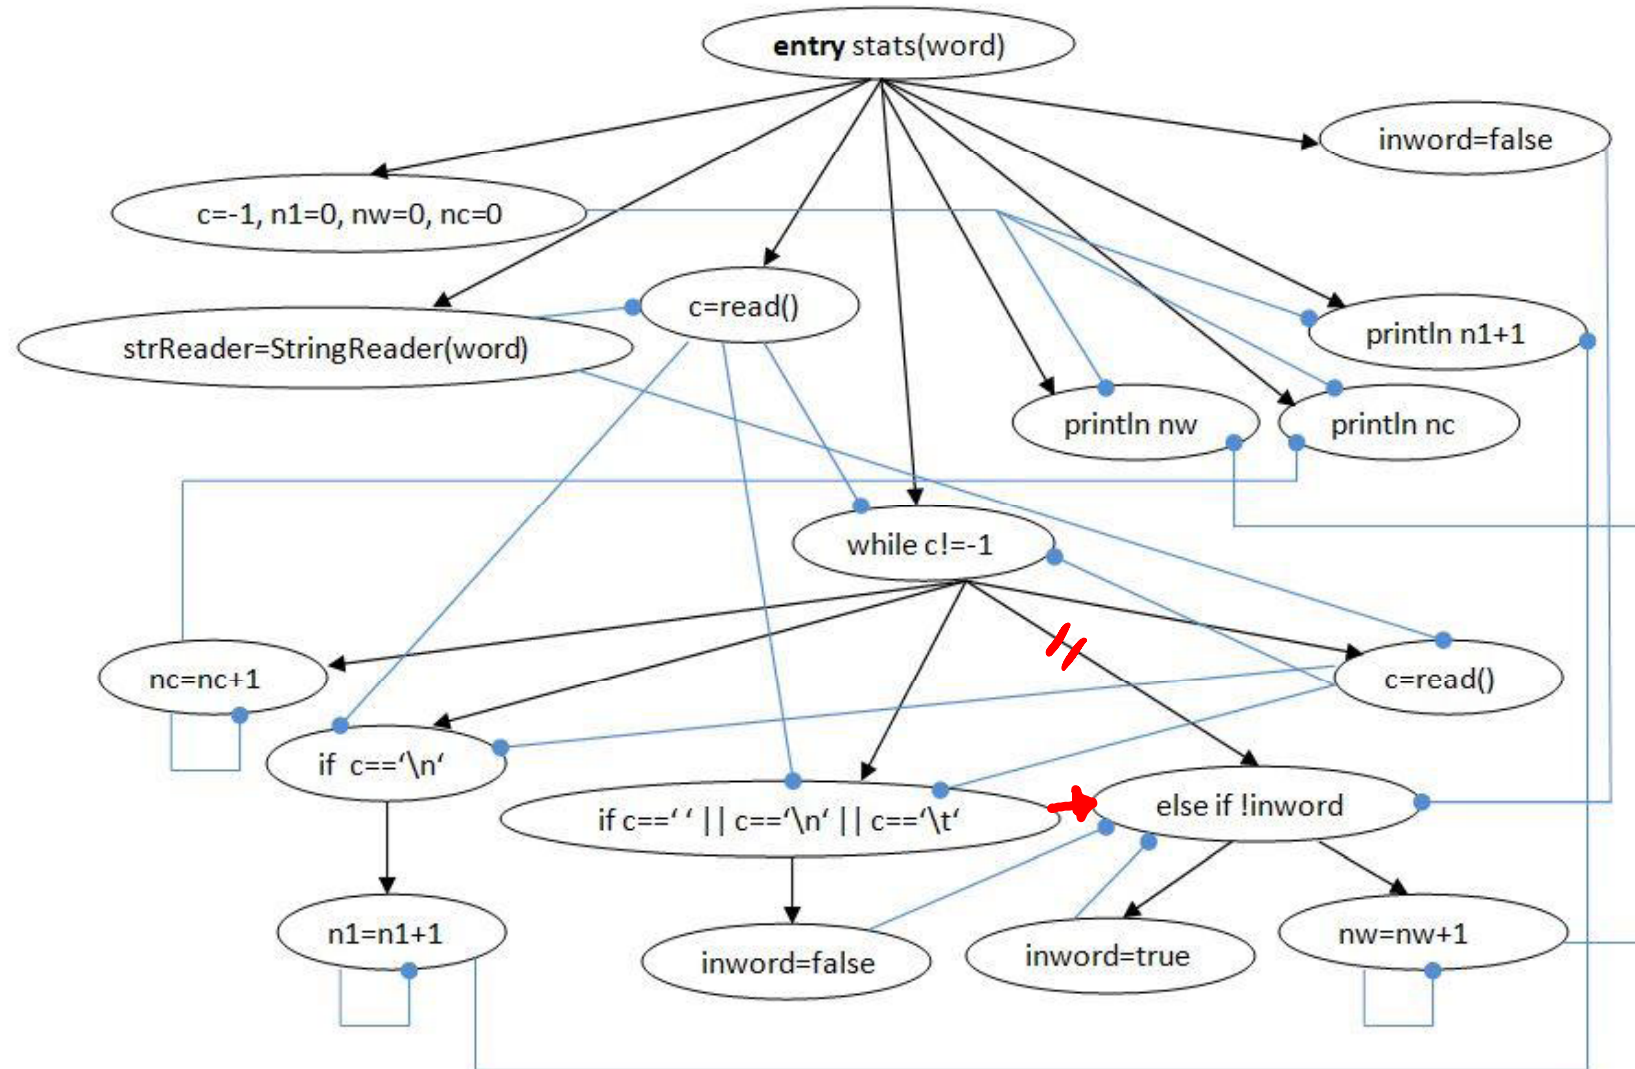 entry stats(word)
inword=false
c=-1, n1=0, nw=0, nc=0
c=read()
strReader=StringReader(word)
println n1+1
println nw
println nc
while c!=-1
nc=nc+1
c=read()
if c==‘\n‘
if c==‘ ‘ || c==‘\n‘ || c==‘\t‘
else if !inword
n1=n1+1
inword=false
inword=true
nw=nw+1